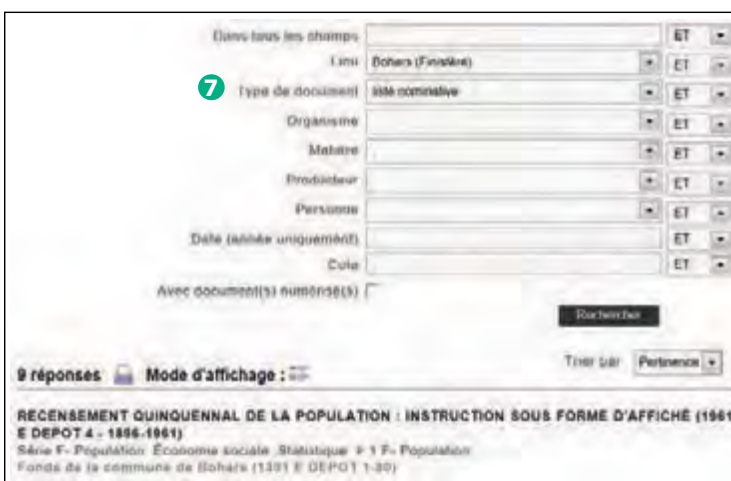 Dans tous les champs ET
Lieu Bohars (Finistère) ET
7 Type de document liste nominative ET
Organisme ET
Matière ET
Producteur ET
Personne ET
Date (année uniquement) ET
Cote ET
Avec document(s) numérisé(s)
Rechercher
9 réponses Mode d'affichage : Trier par Pertinence
RECENSEMENT QUINQUENNAL DE LA POPULATION : INSTRUCTION SOUS FORME D'AFFICHE (1961
E DEPOT 4 - 1896-1961)
Série F- Population Économie sociale Statistique 1 F- Population
Fonds de la commune de Bohars (1301 E DEPOT 1-30)